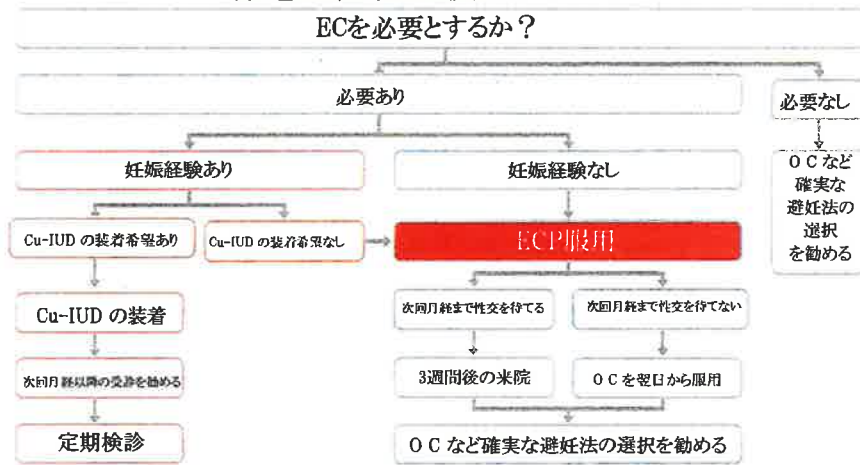 ECを必要とするか？
必要あり
必要なし
妊娠経験あり
妊娠経験なし
ＯＣなど
確実な
避妊法の
選択
を勧める
Cu-IUD の装着希望あり
Cu-IUD の装着希望なし
ECP服用
Cu-IUD の装着
次回月経まで性交を待てる
次回月経まで性交を待てない
次回月経以降の受診を勧める
3週間後の来院
ＯＣを翌日から服用
定期検診
ＯＣなど確実な避妊法の選択を勧める